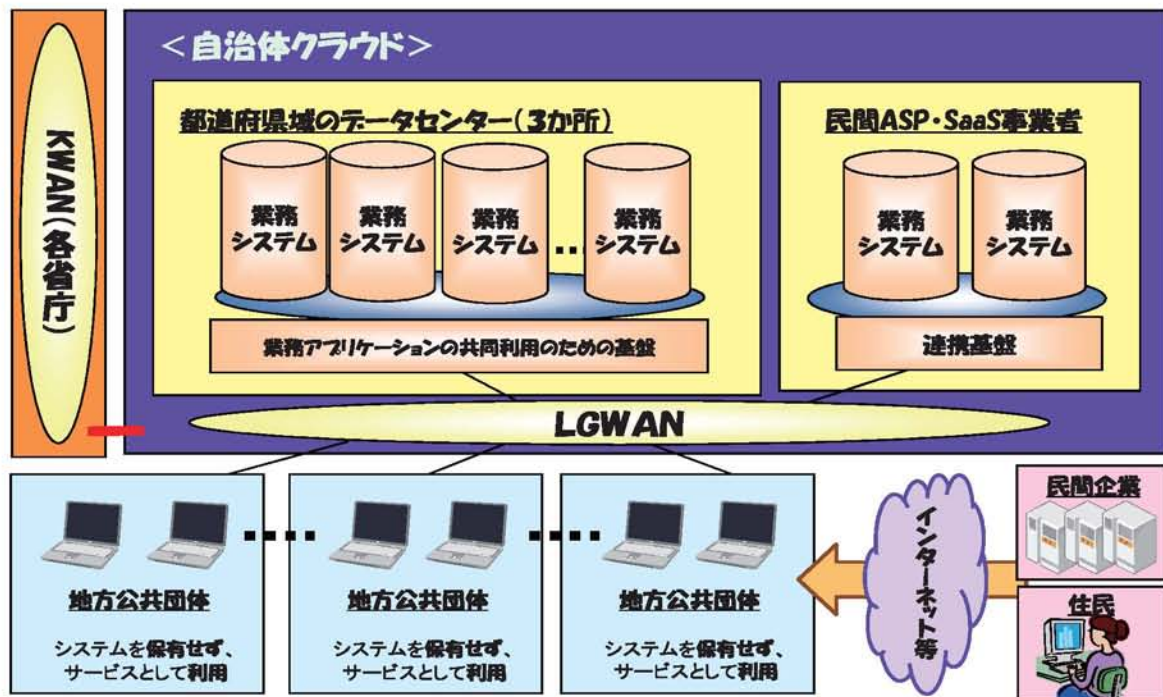 KWAN(各省庁)
<自治体クラウド>
都道府県域のデータセンター(3か所)
業務
システム
業務
システム
業務
システム
...
業務
システム
業務アプリケーションの共同利用のための基盤
民間ASP・SaaS事業者
業務
システム
業務
システム
連携基盤
LGWAN
地方公共団体
システムを保有せず、
サービスとして利用
地方公共団体
システムを保有せず、
サービスとして利用
地方公共団体
システムを保有せず、
サービスとして利用
インターネット等
民間企業
住民